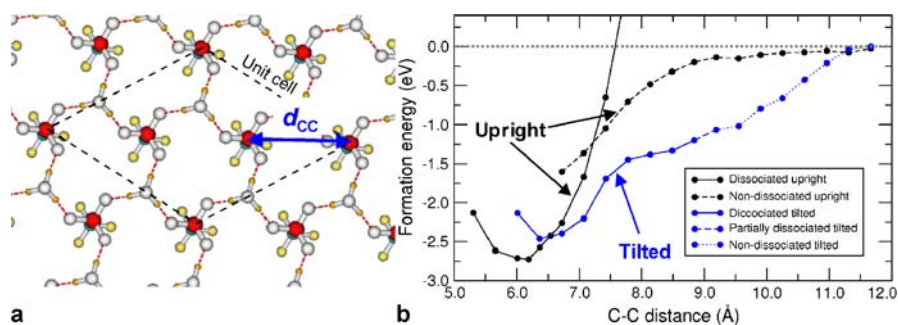 Unit cell
dCC
a
Formation energy (eV)
0.0
-0.5
-1.0
-1.5
-2.0
-2.5
-3.0
Upright
Tilted
Dissociated upright
Non-dissociated upright
Diccociated tilted
Partially dissociated tilted
Non-dissociated tilted
5.0 6.0 7.0 8.0 9.0 10.0 11.0 12.0
C-C distance (Å)
b